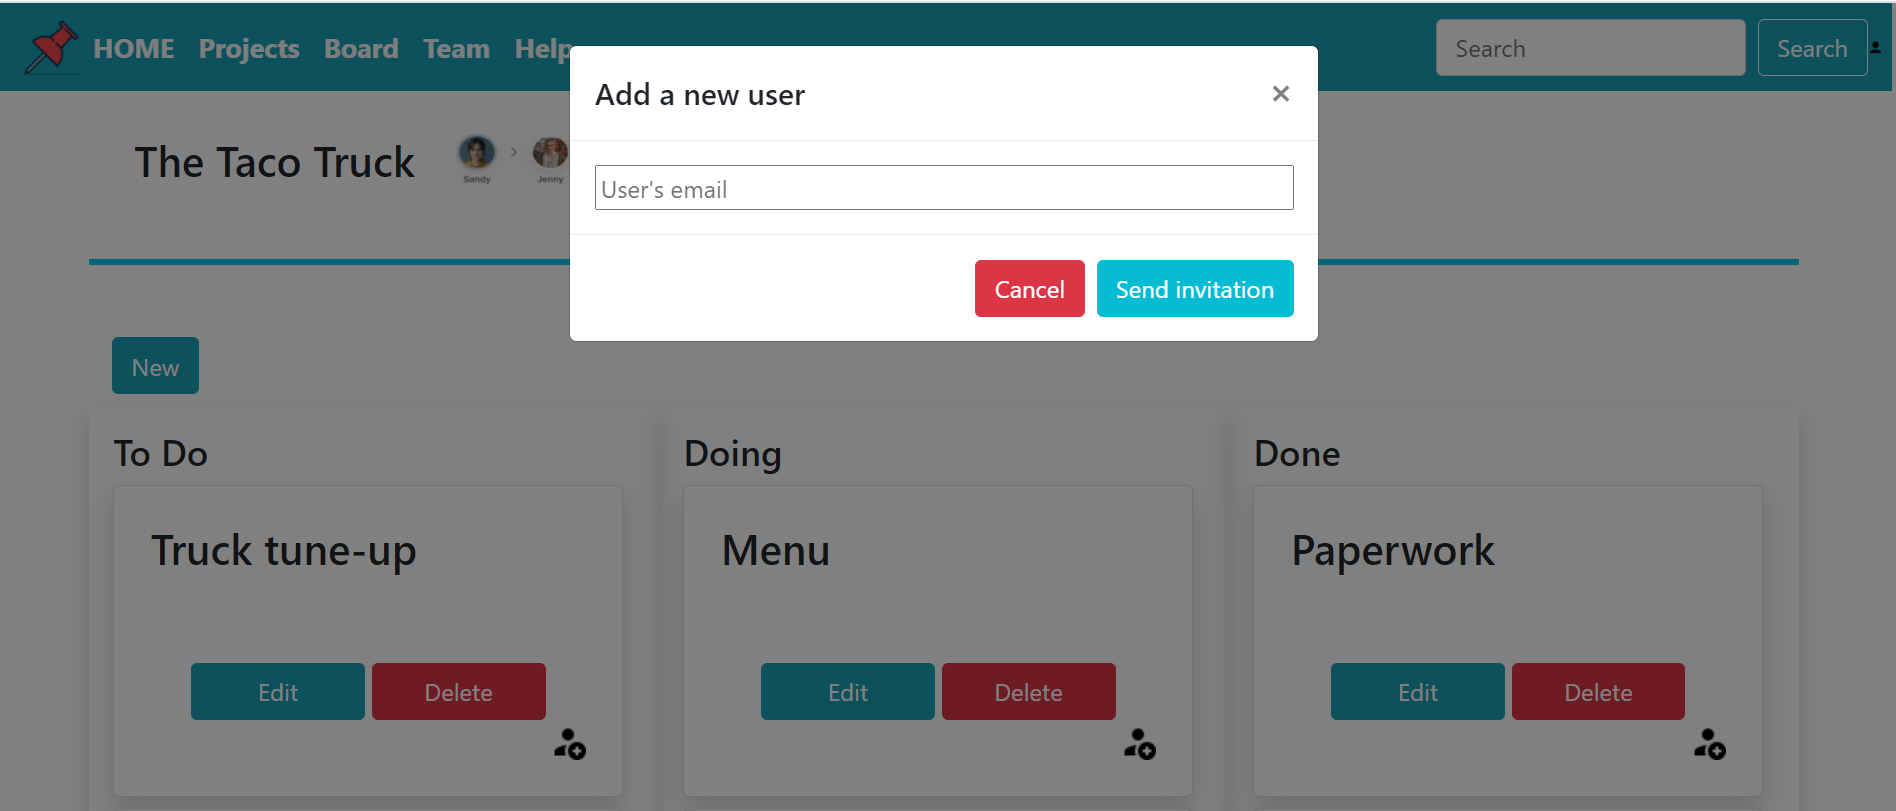 HOME Projects Board Team Help Search Search
Add a new user ×
The Taco Truck
Sandy > Jenny
User's email
Cancel Send invitation
New
To Do Doing Done
Truck tune-up Menu Paperwork
Edit Delete Edit Delete Edit Delete